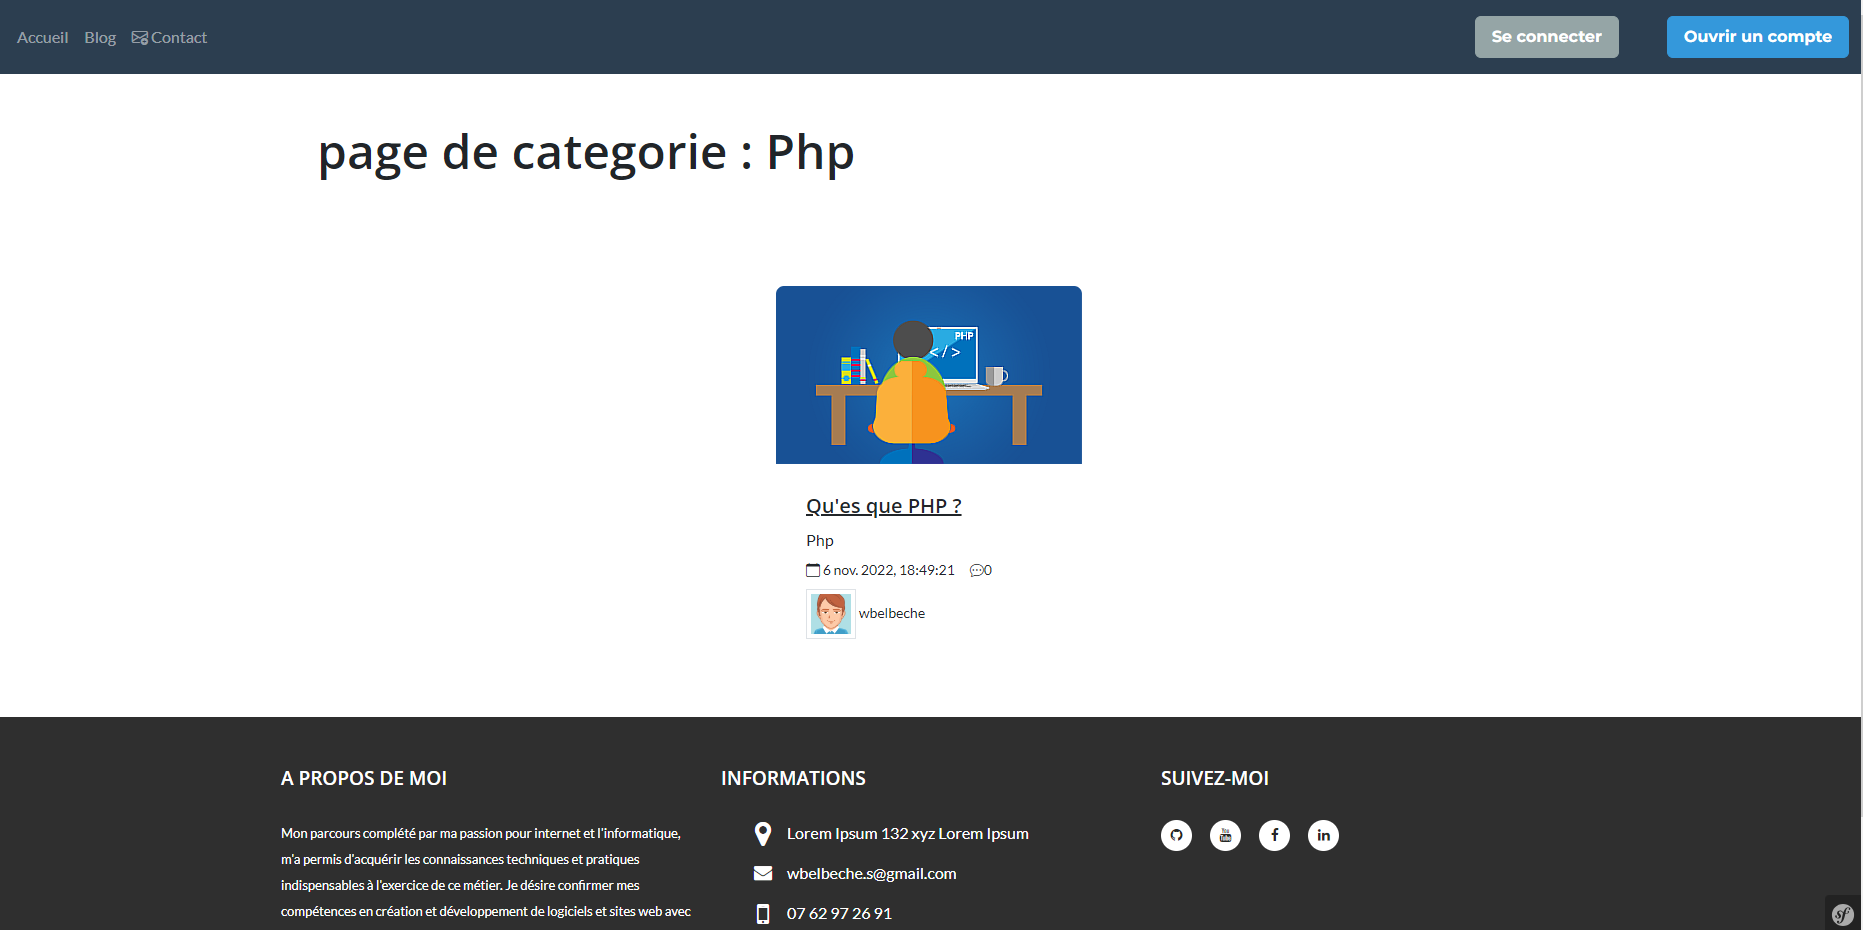 Accueil Blog Contact Se connecter Ouvrir un compte
page de categorie : Php
PHP
</>
Qu'es que PHP ?
Php
6 nov. 2022, 18:49:21 0
wbelbeche
A PROPOS DE MOI
Mon parcours complété par ma passion pour internet et l'informatique,
m'a permis d'acquérir les connaissances techniques et pratiques
indispensables à l'exercice de ce métier. Je désire confirmer mes
compétences en création et développement de logiciels et sites web avec
INFORMATIONS
Lorem Ipsum 132 xyz Lorem Ipsum
wbelbeche.s@gmail.com
07 62 97 26 91
SUIVEZ-MOI
You
Tube
f
in
sf